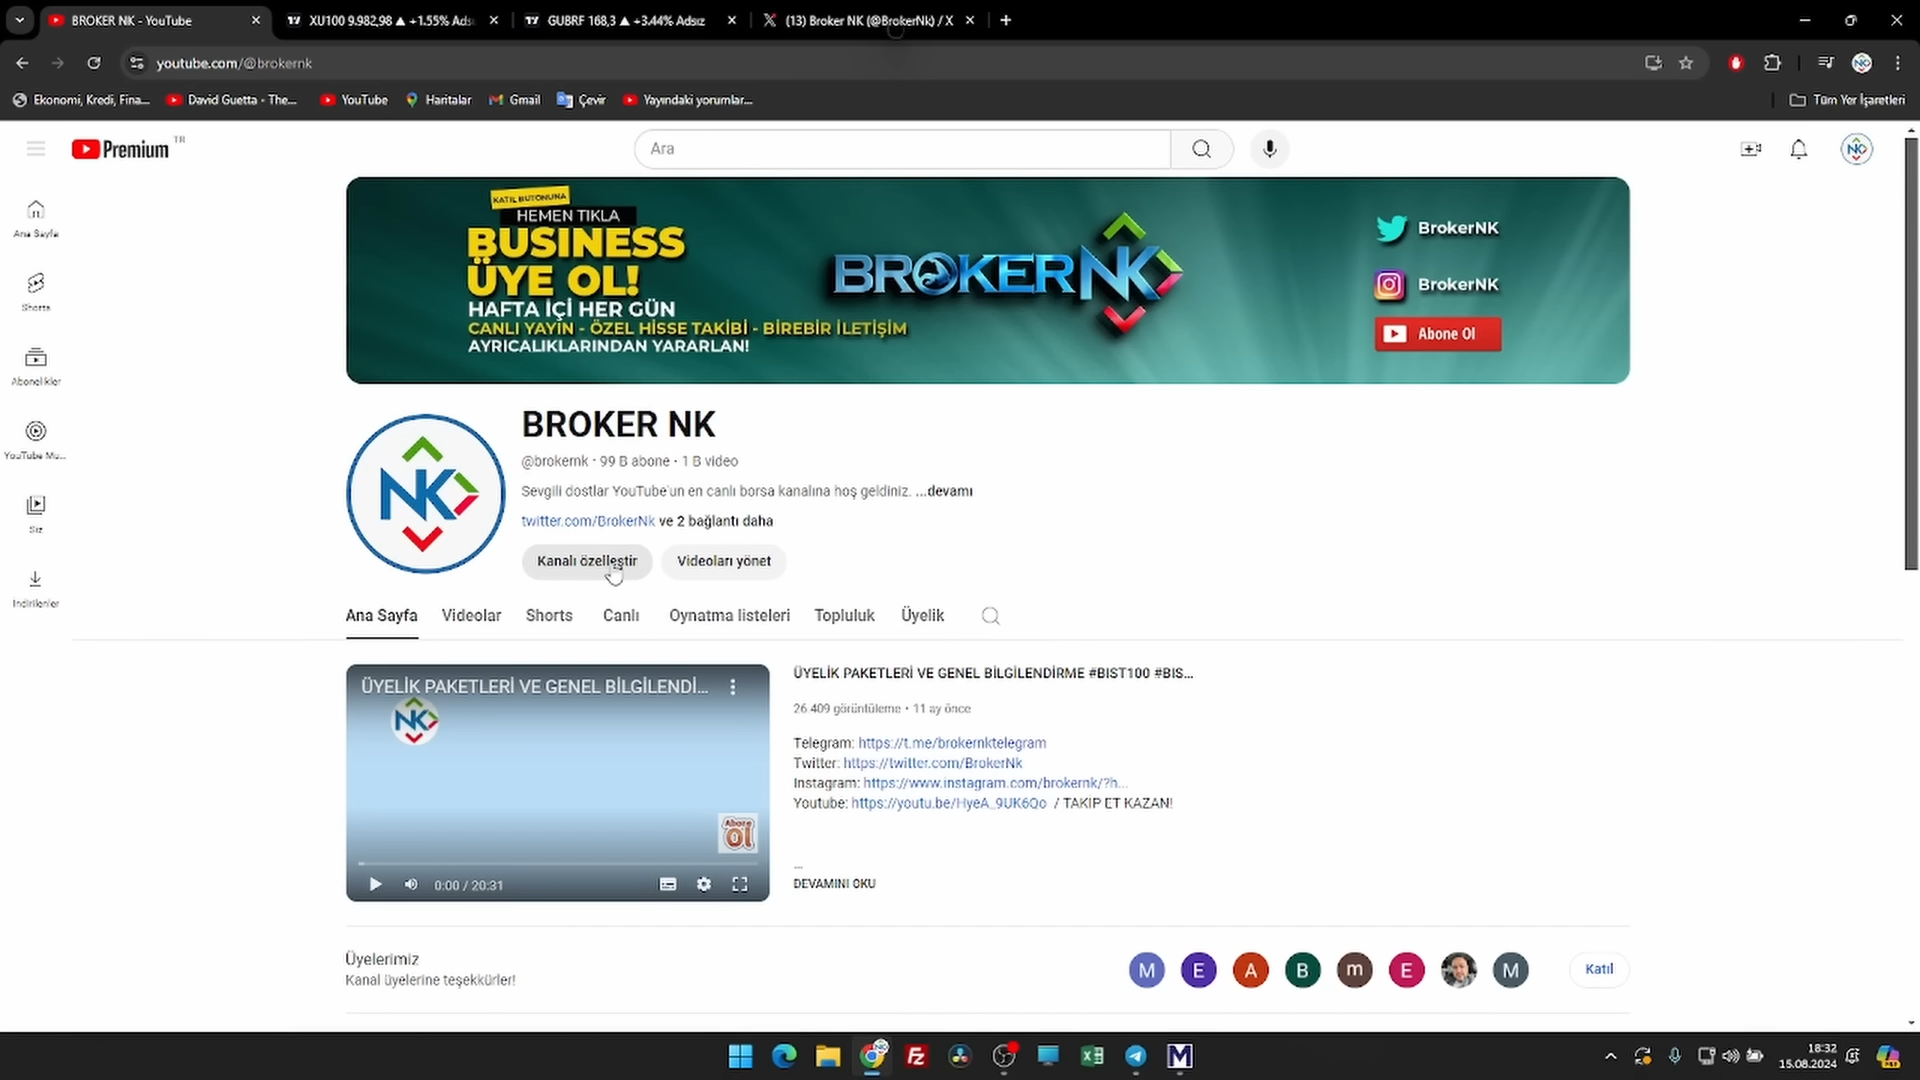 BROKER NK - YouTube
XU100 9.982,98 ▲ +1.55% Ads
GUBRF 168,3 ▲ +3.44% Adsız
(13) Broker NK (@BrokerNk) / X
youtube.com/@brokernk
Ekonomi, Kredi, Fina...
David Guetta - The...
YouTube
Haritalar
Gmail
Çevir
Yayındaki yorumlar...
Tüm Yer İşaretleri
Premium TR
Ara
KATIL BUTONUNA
HEMEN TIKLA
BUSINESS
ÜYE OL!
HAFTA İÇİ HER GÜN
CANLI YAYIN - ÖZEL HİSSE TAKİBİ - BİREBİR İLETİŞİM
AYRICALIKLARINDAN YARARLAN!
BROKERNK
BrokerNK
BrokerNK
Abone Ol
Ana Sayfa
Shorts
Abonelikler
YouTube Mu...
Siz
İndirilenler
NK
BROKER NK
@brokernk · 99 B abone · 1 B video
Sevgili dostlar YouTube'un en canlı borsa kanalına hoş geldiniz. ...devamı
twitter.com/BrokerNk ve 2 bağlantı daha
Kanalı özelleştir
Videoları yönet
Ana Sayfa
Videolar
Shorts
Canlı
Oynatma listeleri
Topluluk
Üyelik
ÜYELİK PAKETLERİ VE GENEL BİLGİLENDİ...
NK
Abone
Ol
0:00 / 20:31
ÜYELİK PAKETLERİ VE GENEL BİLGİLENDİRME #BIST100 #BIS...
26.409 görüntüleme • 11 ay önce
Telegram: https://t.me/brokernktelegram
Twitter: https://twitter.com/BrokerNk
Instagram: https://www.instagram.com/brokernk/?h...
Youtube: https://youtu.be/HyeA_9UK6Qo / TAKİP ET KAZAN!
...
DEVAMINI OKU
Üyelerimiz
Kanal üyelerine teşekkürler!
M
E
A
B
m
E
M
Katıl
18:32
15.08.2024